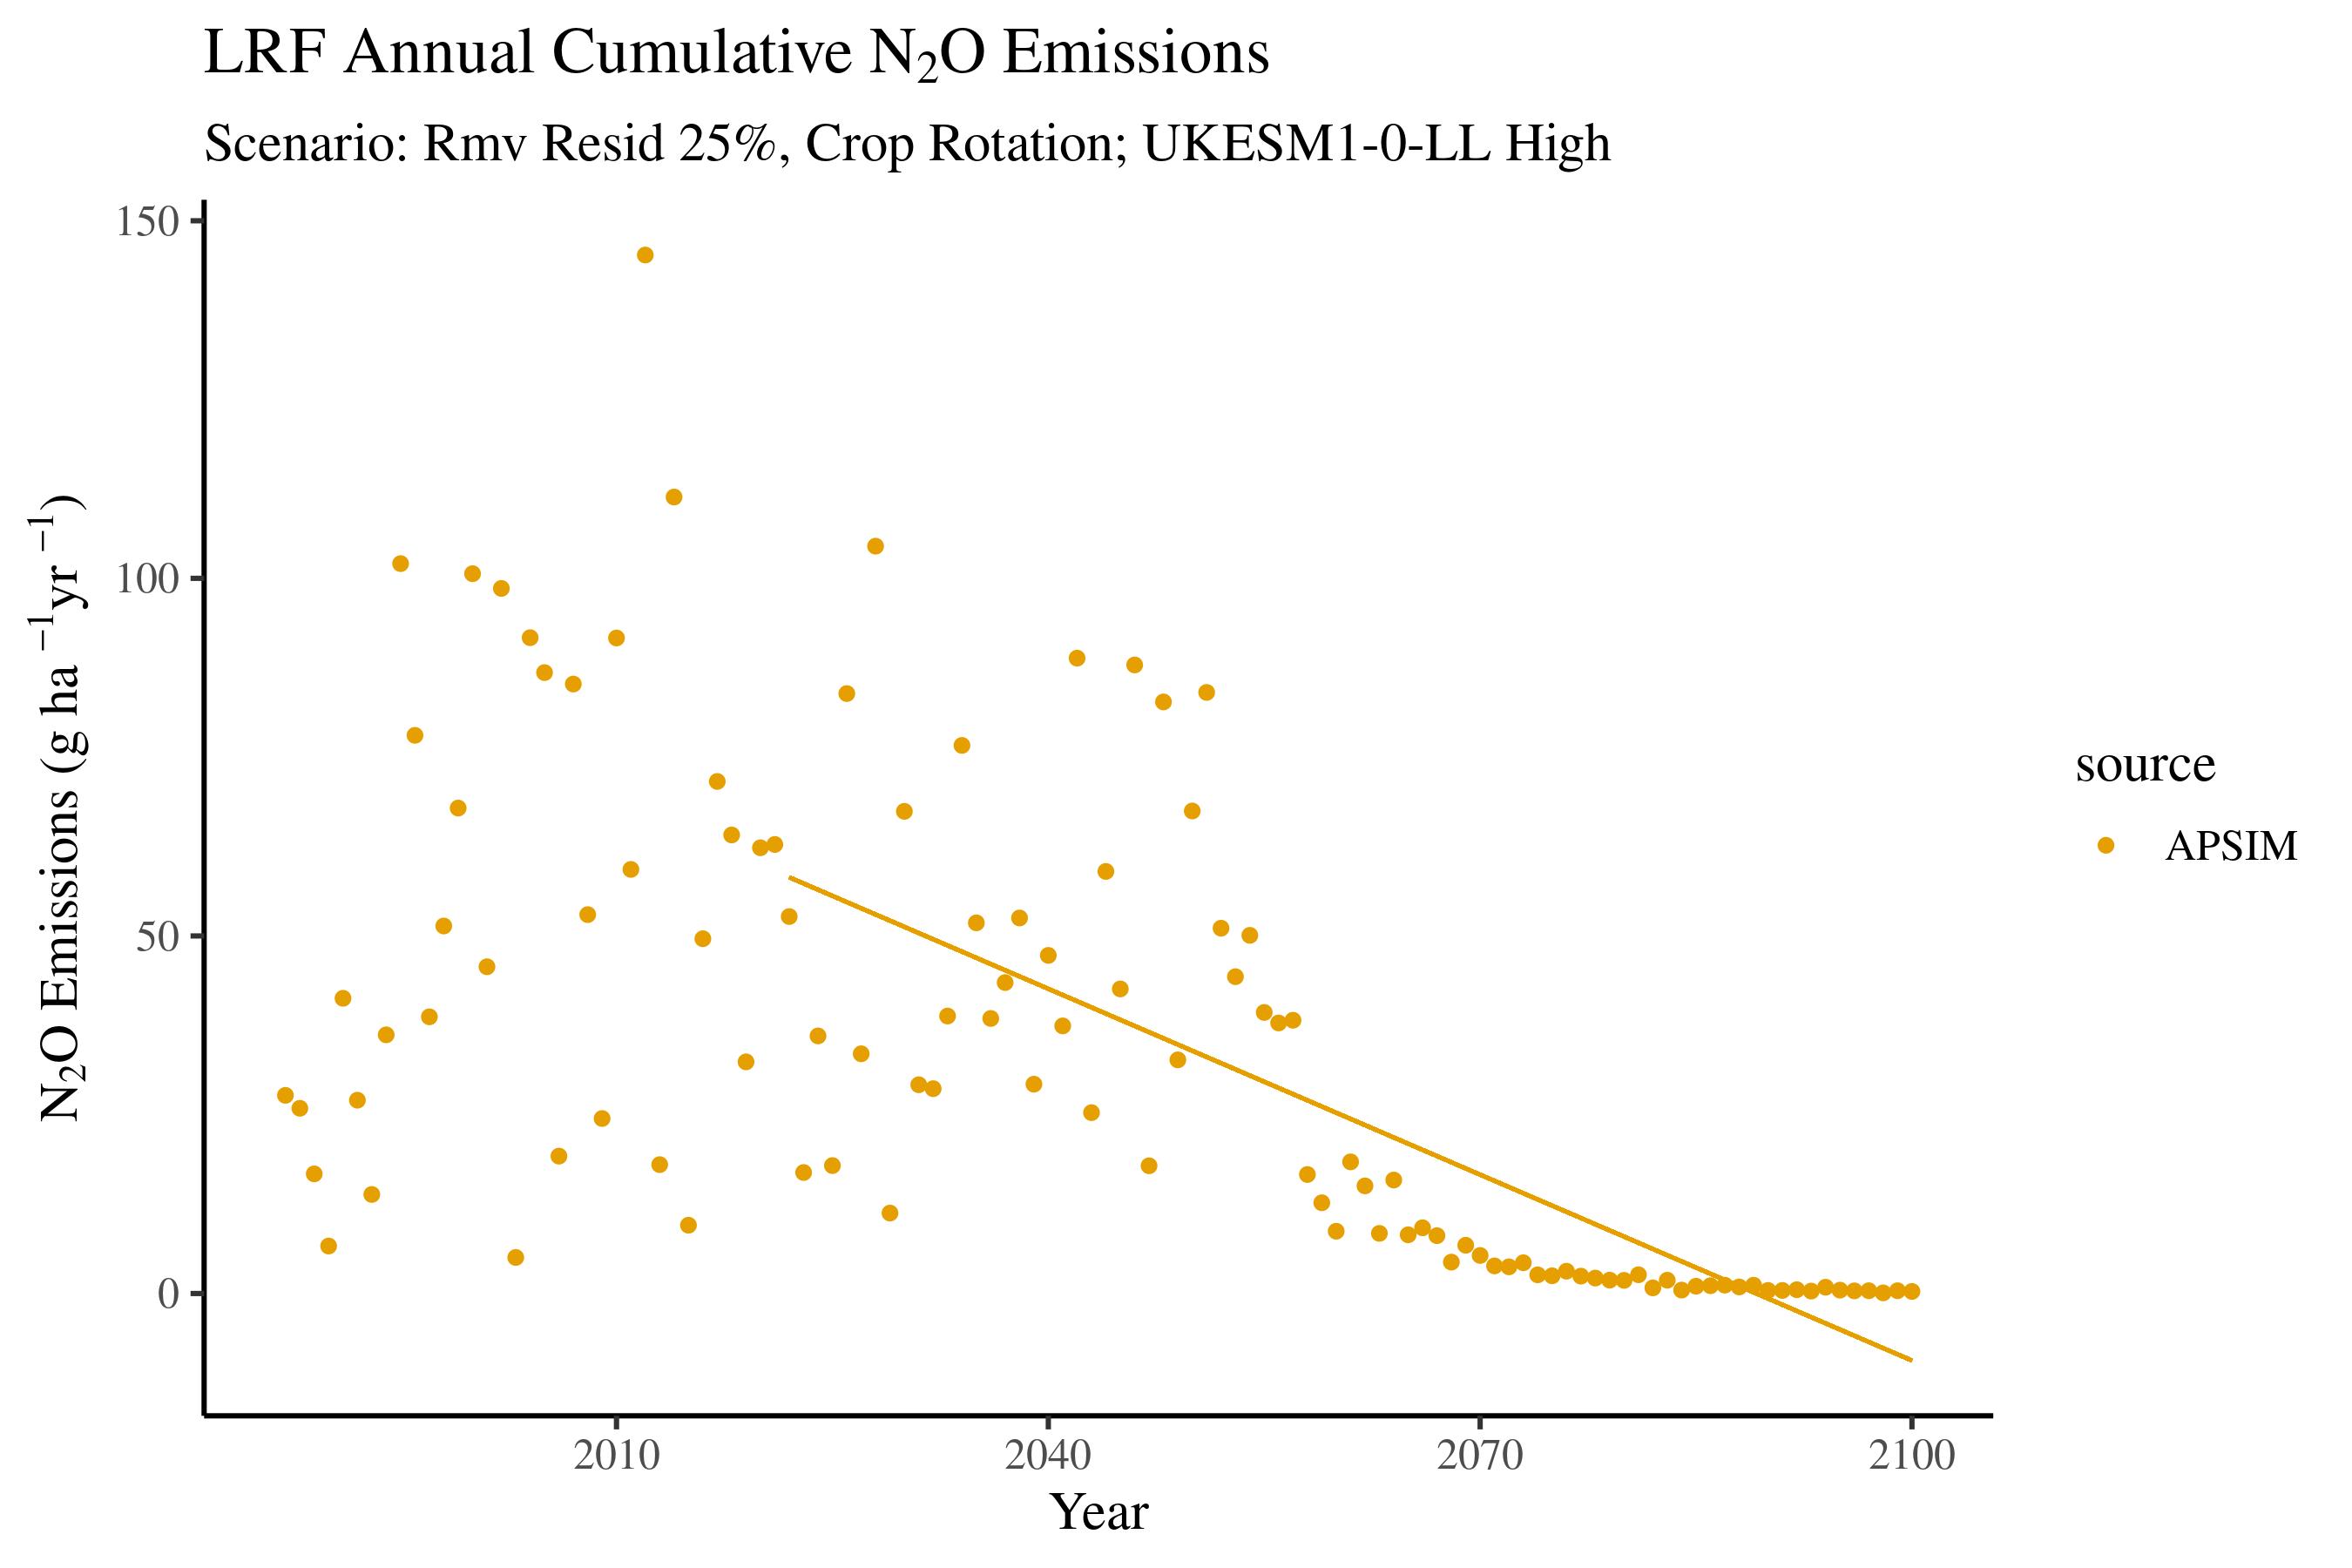 LRF Annual Cumulative N₂O Emissions
Scenario: Rmv Resid 25%, Crop Rotation; UKESM1-0-LL High
N₂O Emissions (g ha⁻¹yr⁻¹)
150
100
50
0
2010 2040 2070 2100
Year
source
APSIM